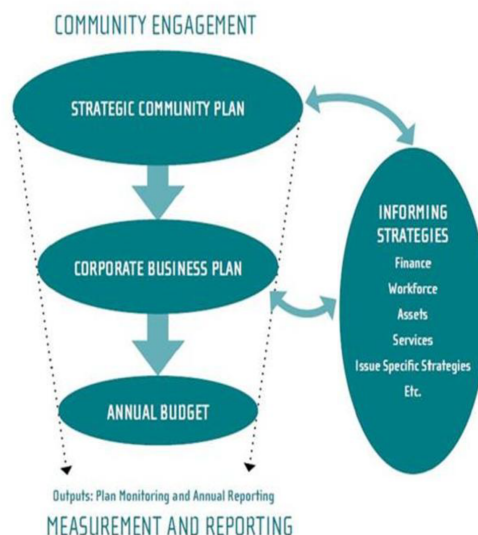 COMMUNITY ENGAGEMENT
STRATEGIC COMMUNITY PLAN
CORPORATE BUSINESS PLAN
ANNUAL BUDGET
INFORMING
STRATEGIES
Finance
Workforce
Assets
Services
Issue Specific Strategies
Etc.
Outputs: Plan Monitoring and Annual Reporting
MEASUREMENT AND REPORTING